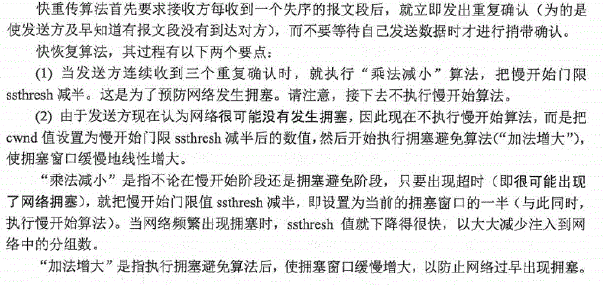 快重传算法首先要求接收方每收到一个失序的报文段后，就立即发出重复确认（为的是
使发送方及早知道有报文段没有到达对方），而不要等待自己发送数据时才进行捎带确认。
快恢复算法，其过程有以下两个要点：
(1) 当发送方连续收到三个重复确认时，就执行“乘法减小”算法，把慢开始门限
ssthresh 减半。这是为了预防网络发生拥塞。请注意，接下去不执行慢开始算法。
(2) 由于发送方现在认为网络很可能没有发生拥塞，因此现在不执行慢开始算法，而是把
cwnd 值设置为慢开始门限 ssthresh 减半后的数值，然后开始执行拥塞避免算法(“加法增大”)，
使拥塞窗口缓慢地线性增大。
“乘法减小”是指不论在慢开始阶段还是拥塞避免阶段，只要出现超时（即很可能出现
了网络拥塞），就把慢开始门限值 ssthresh 减半，即设置为当前的拥塞窗口的一半（与此同时，
执行慢开始算法）。当网络频繁出现拥塞时，ssthresh 值就下降得很快，以大大减少注入到网
络中的分组数。
“加法增大”是指执行拥塞避免算法后，使拥塞窗口缓慢增大，以防止网络过早出现拥塞。